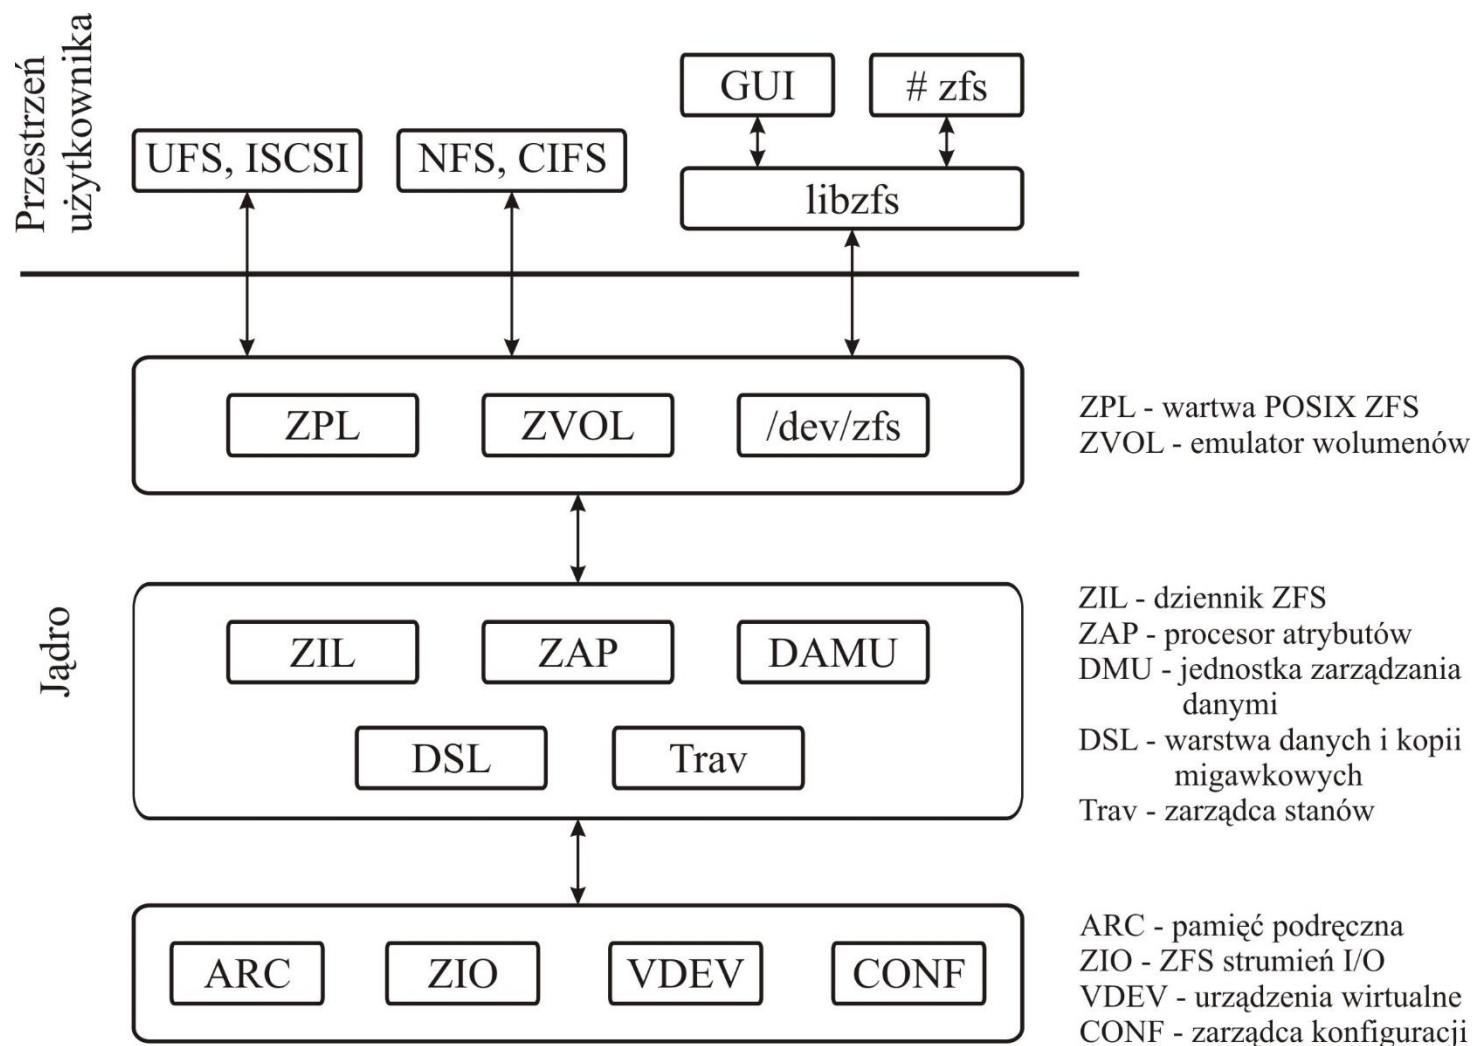 Przestrzeń
użytkownika
GUI
# zfs
UFS, ISCSI
NFS, CIFS
libzfs
ZPL
ZVOL
/dev/zfs
ZPL - wartwa POSIX ZFS
ZVOL - emulator wolumenów
Jądro
ZIL
ZAP
DAMU
DSL
Trav
ZIL - dziennik ZFS
ZAP - procesor atrybutów
DMU - jednostka zarządzania
danymi
DSL - warstwa danych i kopii
migawkowych
Trav - zarządca stanów
ARC
ZIO
VDEV
CONF
ARC - pamięć podręczna
ZIO - ZFS strumień I/O
VDEV - urządzenia wirtualne
CONF - zarządca konfiguracji